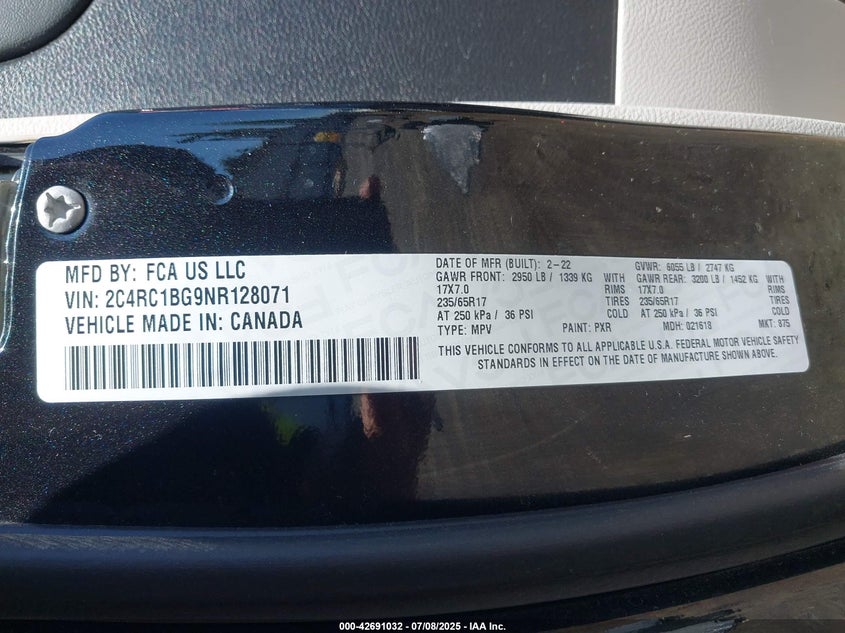 MFD BY: FCA US LLC
VIN: 2C4RC1BG9NR128071
VEHICLE MADE IN: CANADA
DATE OF MFR (BUILT): 2-22 GVWR: 6055 LB / 2747 KG
GAWR FRONT: 2950 LB / 1339 KG GAWR REAR: 3200 LB / 1452 KG
17X7.0 RIMS 17X7.0 RIMS
235/65R17 TIRES 235/65R17 TIRES
AT 250 kPa / 36 PSI COLD AT 250 kPa / 36 PSI COLD
TYPE: MPV PAINT: PXR MDH: 021618 MKT: 875
THIS VEHICLE CONFORMS TO ALL APPLICABLE U.S.A. FEDERAL MOTOR VEHICLE SAFETY
STANDARDS IN EFFECT ON THE DATE OF MANUFACTURE SHOWN ABOVE.
000-42691032 - 07/08/2025 - IAA Inc.